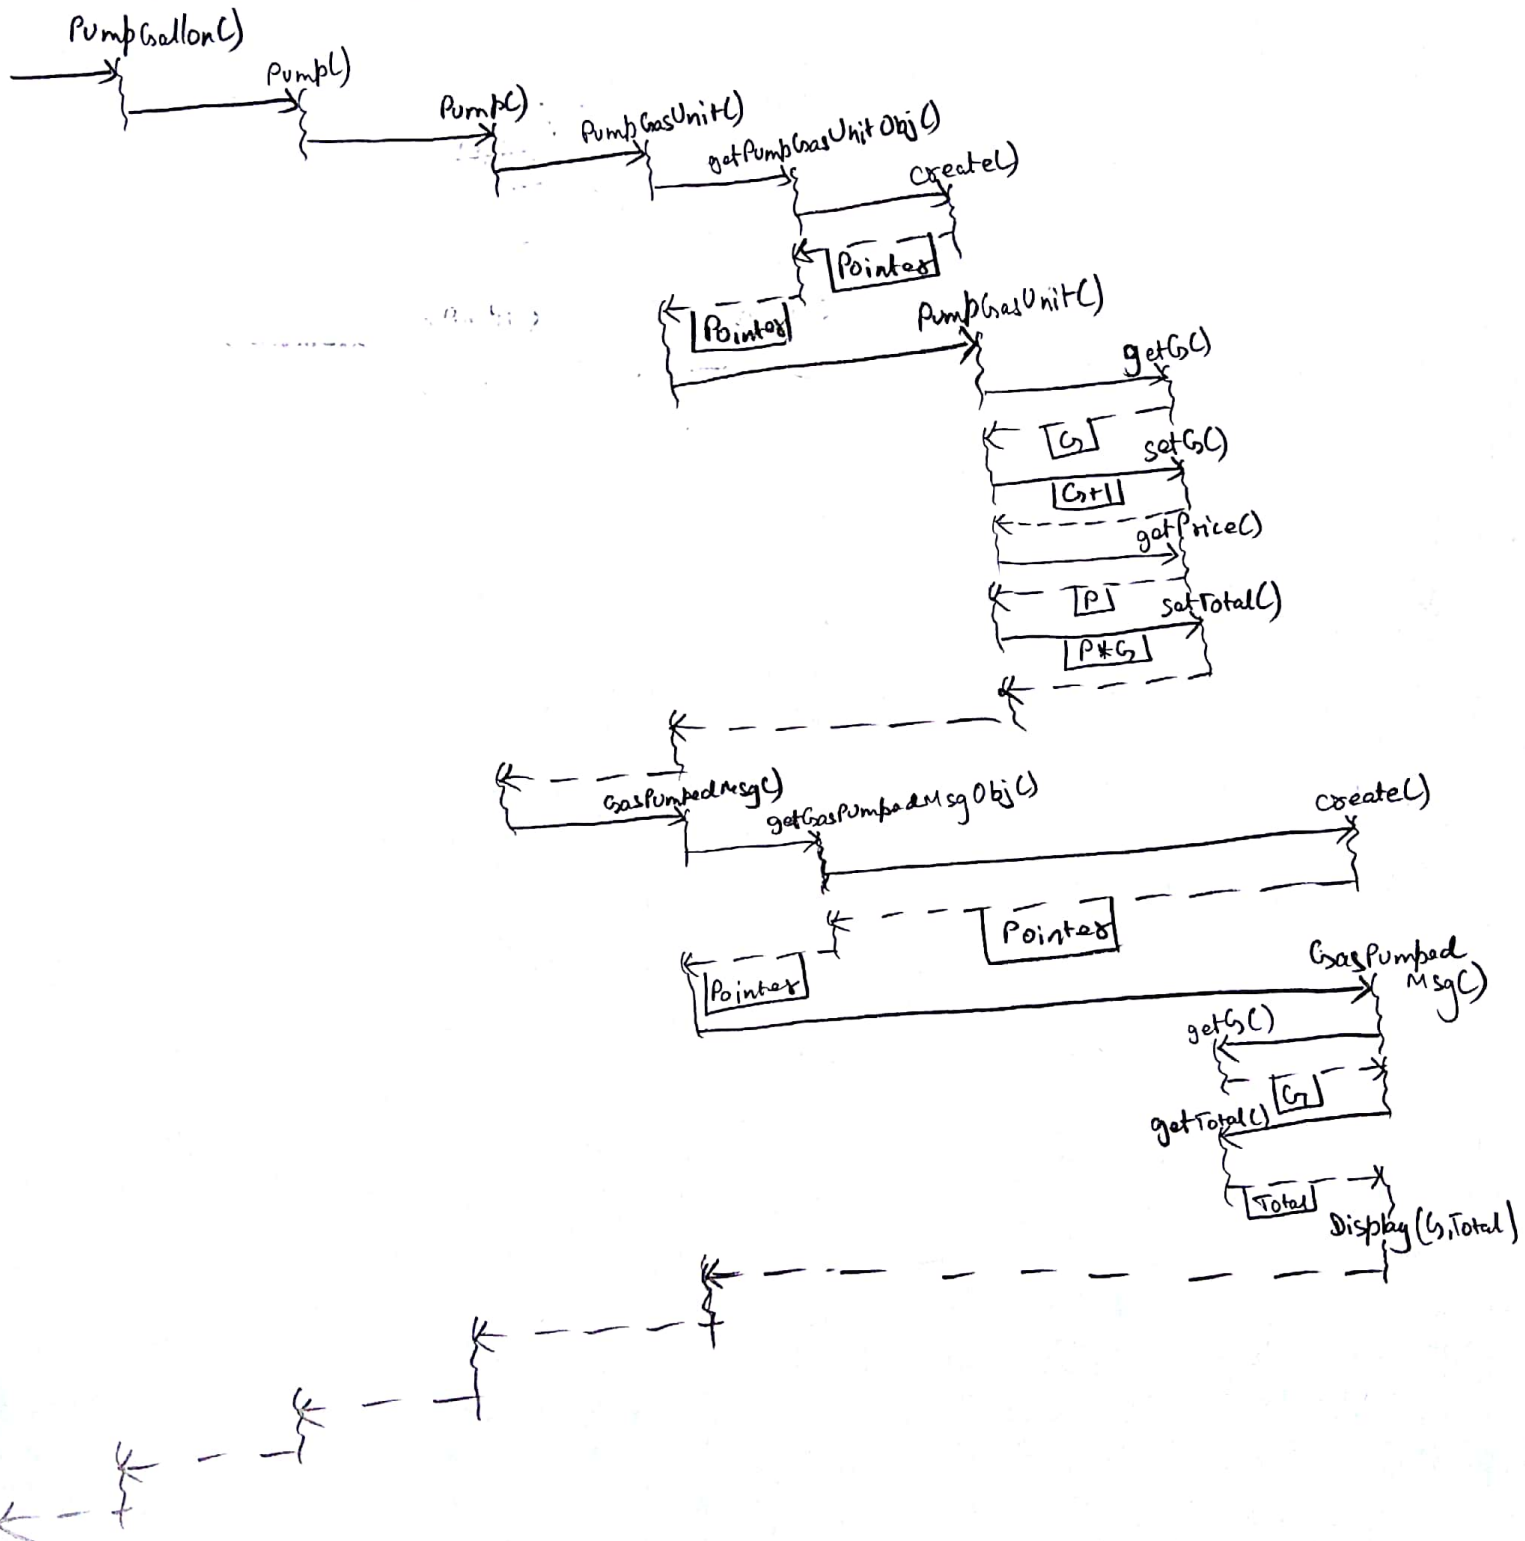 PumpGallon()
Pump()
Pump()
PumpGasUnit()
getPumpGasUnitObj()
create()
Pointer
Pointer
PumpGasUnit()
getG()
G
setG()
G+1
getPrice()
P
setTotal()
P*G
GasPumpedMsg()
getGasPumpedMsgObj()
create()
Pointer
Pointer
GasPumped
Msg()
getG()
G
getTotal()
Total
Display(G,Total)